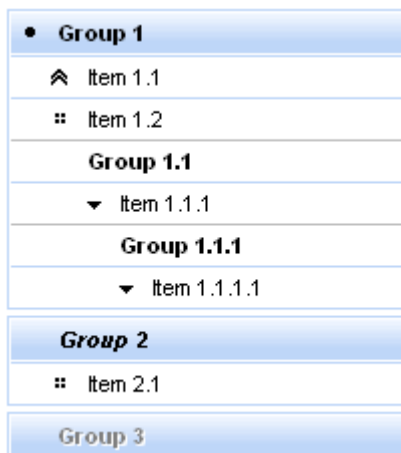 Group 1
Item 1.1
Item 1.2
Group 1.1
Item 1.1.1
Group 1.1.1
Item 1.1.1.1
Group 2
Item 2.1
Group 3